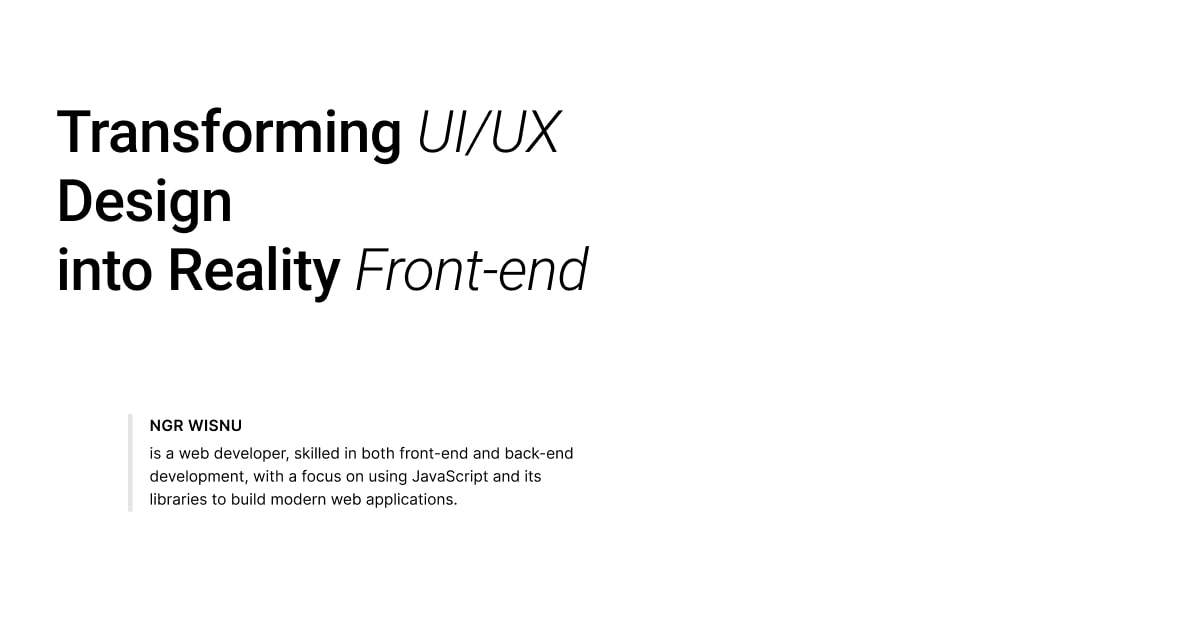 Transforming UI/UX
Design
into Reality Front-end
NGR WISNU
is a web developer, skilled in both front-end and back-end
development, with a focus on using JavaScript and its
libraries to build modern web applications.